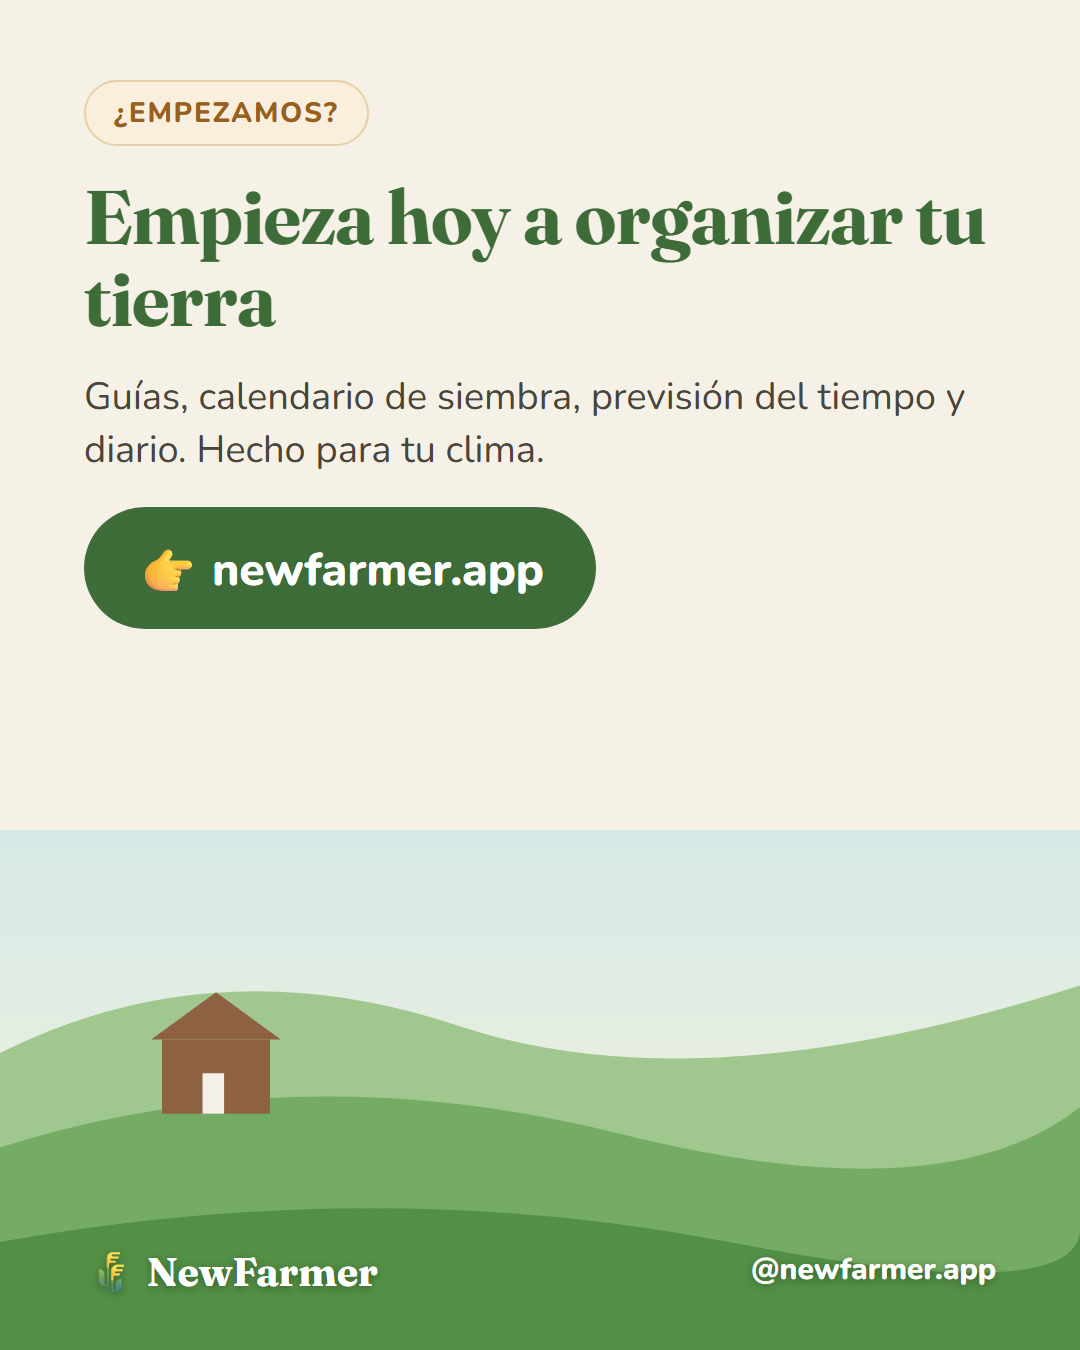 ¿EMPEZAMOS?
Empieza hoy a organizar tu
tierra
Guías, calendario de siembra, previsión del tiempo y
diario. Hecho para tu clima.
👉 newfarmer.app
NewFarmer
@newfarmer.app